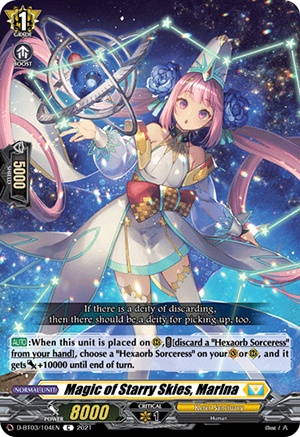 1
GRADE
BOOST
5000
SHIELD
If there is a deity of discarding,
then there should be a deity for picking up, too.
AUTO:When this unit is placed on R, [discard a "Hexaorb Sorceress"
from your hand], choose a "Hexaorb Sorceress" on your V or R, and it
gets +10000 until end of turn.
NORMAL UNIT
Magic of Starry Skies, Marina
D-BT03/104EN C 2021
POWER 8000
CRITICAL
1
Keter Sanctuary
Human